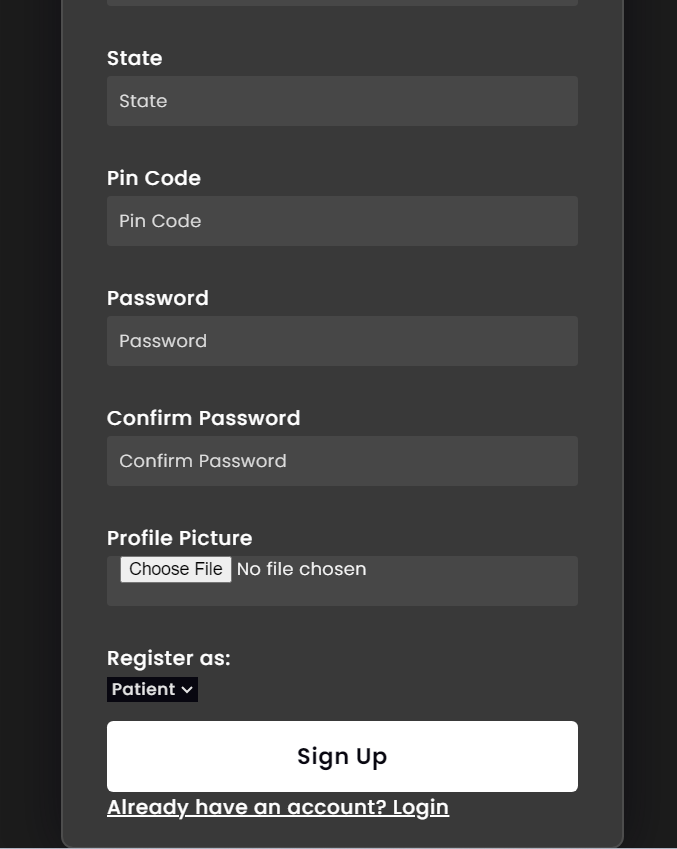 State
State
Pin Code
Pin Code
Password
Password
Confirm Password
Confirm Password
Profile Picture
Choose File No file chosen
Register as:
Patient
Sign Up
Already have an account? Login